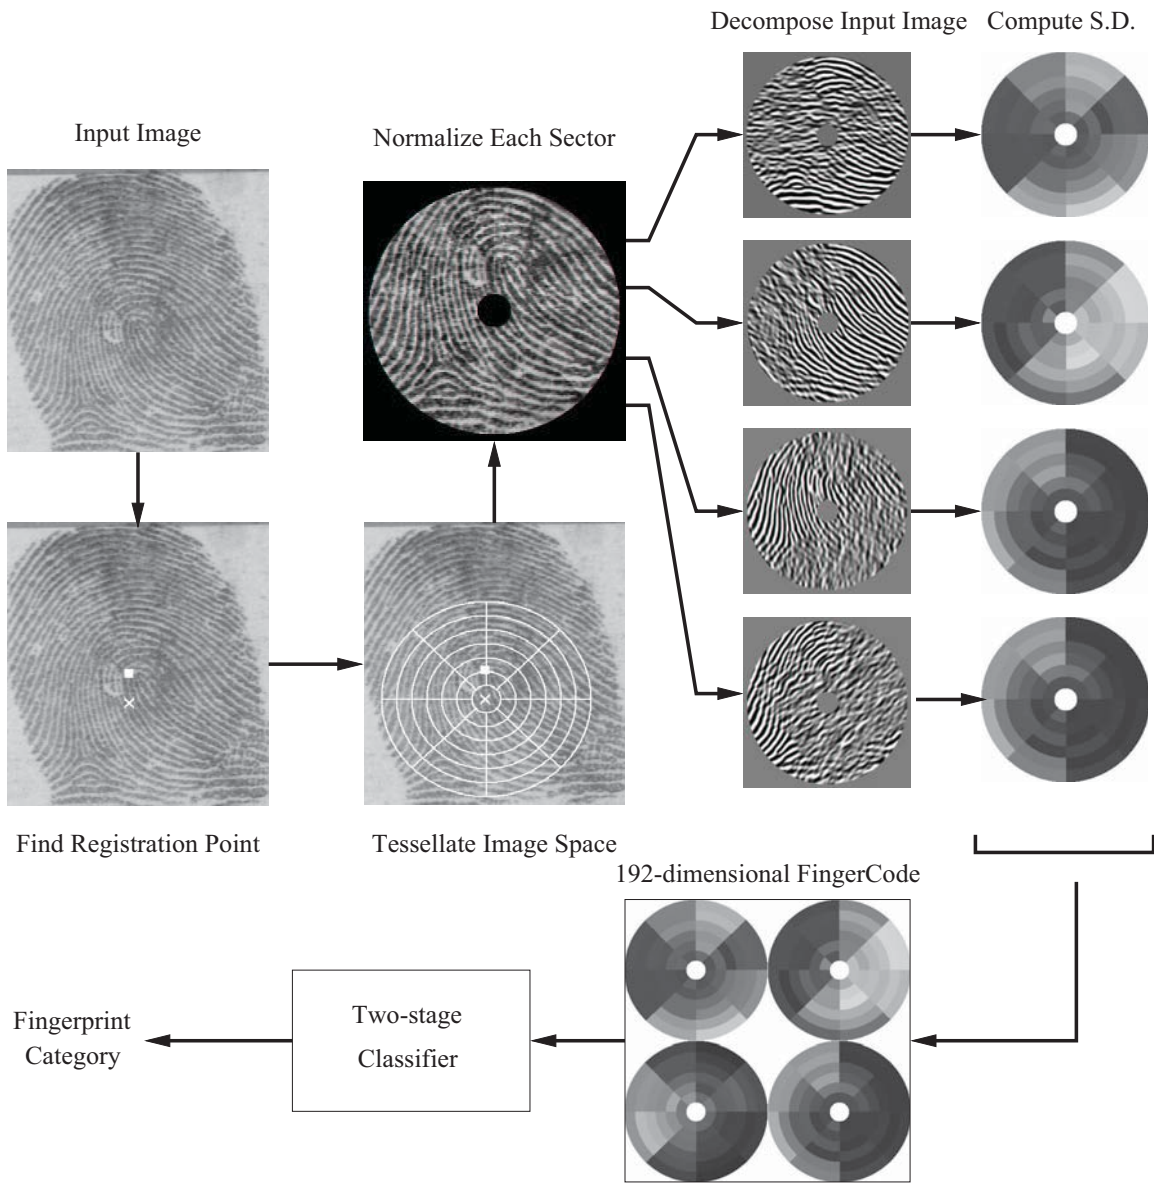 Decompose Input Image
Compute S.D.
Input Image
Normalize Each Sector
Find Registration Point
Tessellate Image Space
192-dimensional FingerCode
Two-stage
Classifier
Fingerprint
Category